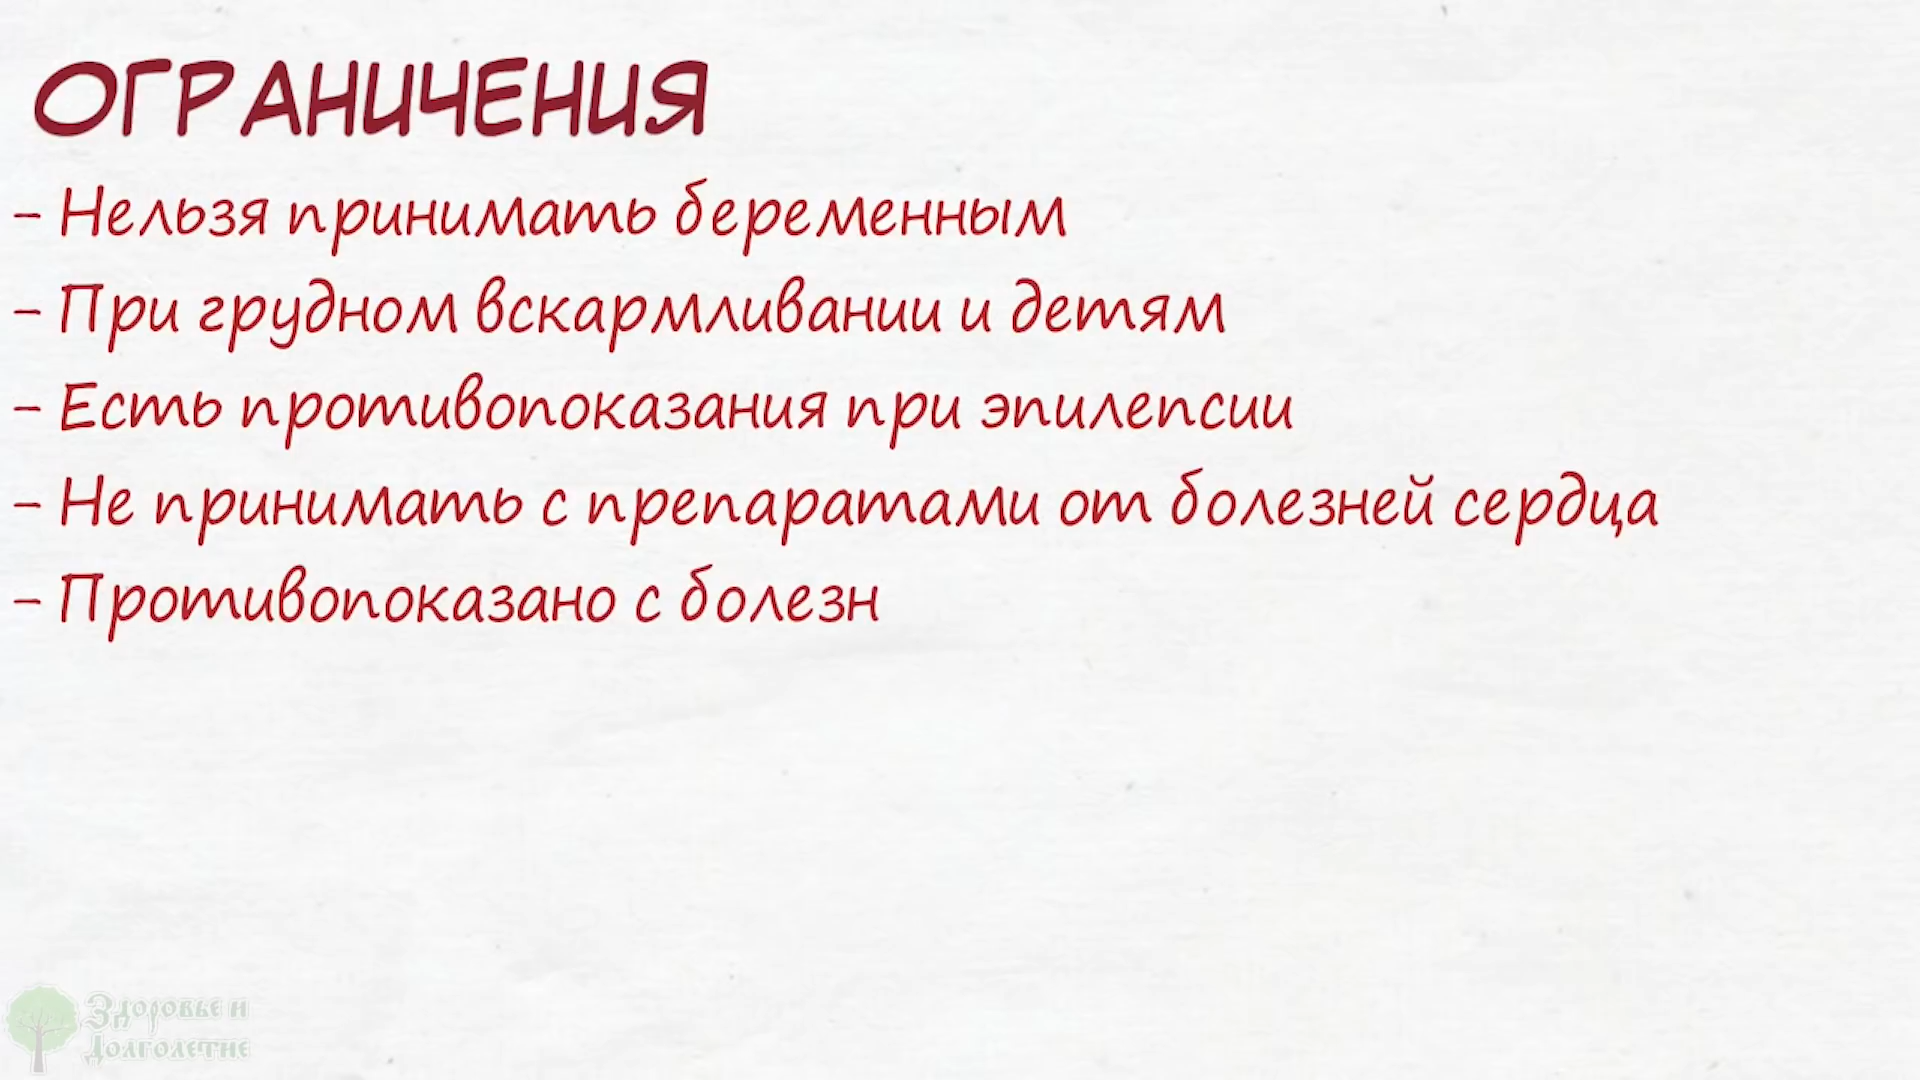 ОГРАНИЧЕНИЯ
- Нельзя принимать беременным
- При грудном вскармливании и детям
- Есть противопоказания при эпилепсии
- Не принимать с препаратами от болезней сердца
- Противопоказано с болезн
Здоровье и
Долголетие